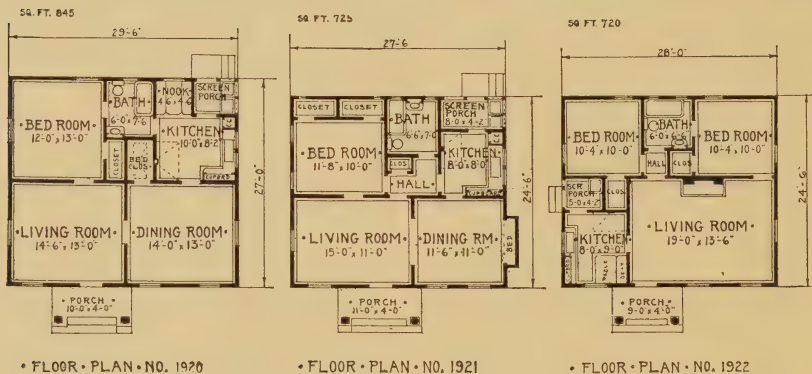 SQ. FT. 845
29'-6"
NOOK
4-6 x 4-6
SCREEN
PORCH
BATH
6'-0" x 7'-6
BED ROOM
12'-0" x 13'-0"
KITCHEN
10'-0" x 8'-2
CLOSET
BED
CLOS.
CUPBRD
27'-0"
LIVING ROOM
14'-6" x 13'-0"
DINING ROOM
14'-0" x 13'-0"
PORCH
10'-0" x 4'-0"
• FLOOR • PLAN • NO. 1920
SQ. FT. 725
27'-6
CLOSET
CLOSET
BATH
6'-6 x 7-0
SCREEN
PORCH
8'-0 x 4-2
BED ROOM
11'-8" x 10'-0"
KITCHEN
8'-0 x 8-0
CLOS
HALL
24'-6"
LIVING ROOM
15'-0" x 11'-0"
DINING RM
11'-6" x 11'-0"
BED
PORCH
11'-0" x 4'-0"
• FLOOR • PLAN • NO. 1921
SQ FT. 720
28'-0"
BED ROOM
10'-4" x 10'-0"
BATH
6'-0 x 6'-6
BED ROOM
10'-4" x 10'-0"
HALL
CLOS
SCR
PORCH
5-0 x 4-2
CLOS
24'-6"
LIVING ROOM
19'-0" x 13'-6"
KITCHEN
8'-0 x 9'-0"
TABLE
SEAT
PORCH
9'-0" x 4'-0"
• FLOOR • PLAN • NO. 1922